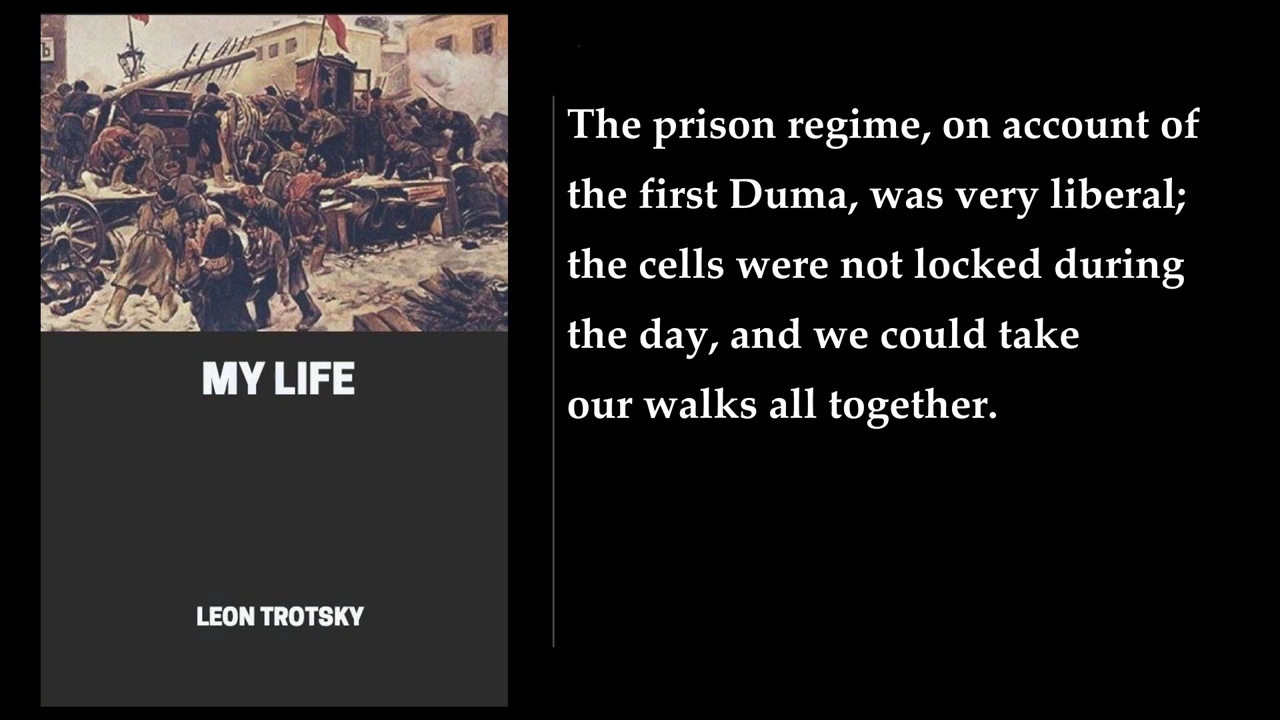 MY LIFE
LEON TROTSKY
The prison regime, on account of
the first Duma, was very liberal;
the cells were not locked during
the day, and we could take
our walks all together.